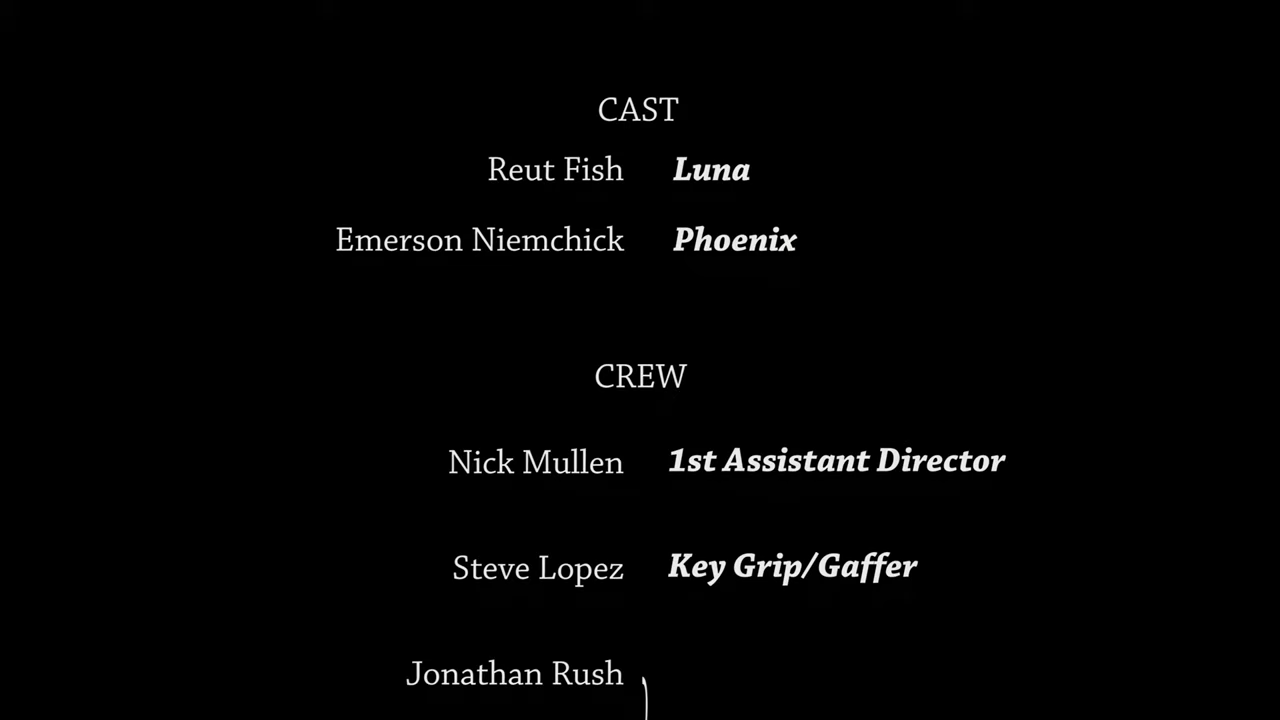 CAST
Reut Fish Luna
Emerson Niemchick Phoenix
CREW
Nick Mullen 1st Assistant Director
Steve Lopez Key Grip/Gaffer
Jonathan Rush